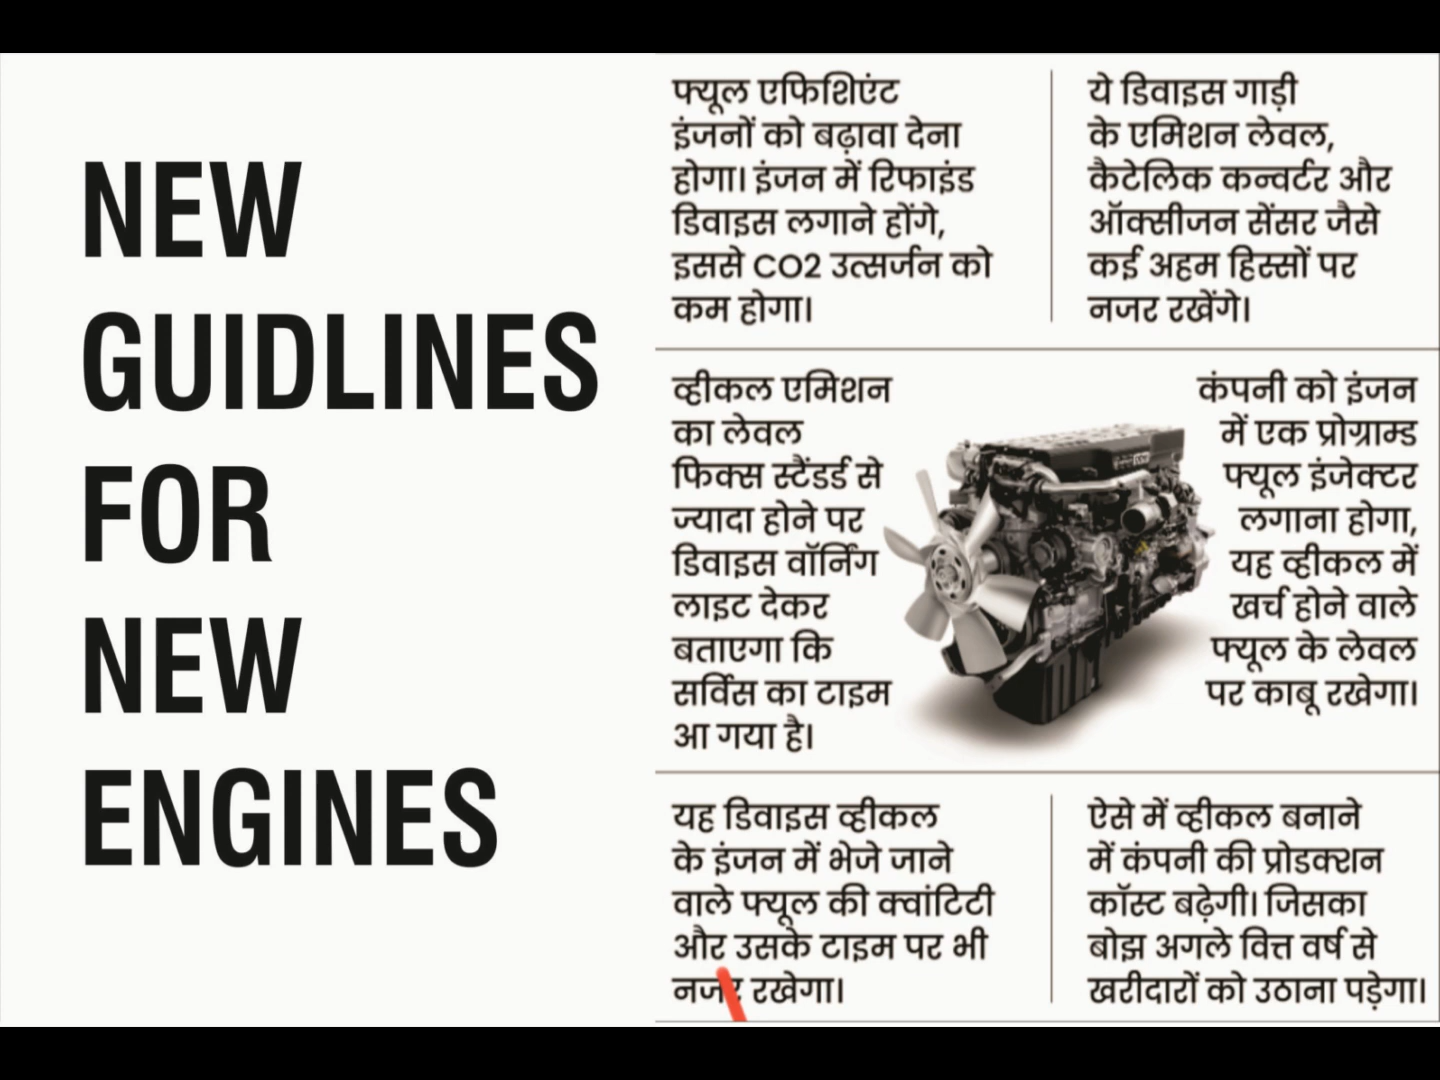 NEW
GUIDLINES
FOR
NEW
ENGINES
फ्यूल एफिशिएंट
इंजनों को बढ़ावा देना
होगा। इंजन में रिफाइंड
डिवाइस लगाने होंगे,
इससे CO2 उत्सर्जन को
कम होगा।
ये डिवाइस गाड़ी
के एमिशन लेवल,
कैटेलिक कन्वर्टर और
ऑक्सीजन सेंसर जैसे
कई अहम हिस्सों पर
नजर रखेंगे।
व्हीकल एमिशन
का लेवल
फिक्स स्टैंडर्ड से
ज्यादा होने पर
डिवाइस वॉर्निंग
लाइट देकर
बताएगा कि
सर्विस का टाइम
आ गया है।
कंपनी को इंजन
में एक प्रोग्राम्ड
फ्यूल इंजेक्टर
लगाना होगा,
यह व्हीकल में
खर्च होने वाले
फ्यूल के लेवल
पर काबू रखेगा।
यह डिवाइस व्हीकल
के इंजन में भेजे जाने
वाले फ्यूल की क्वांटिटी
और उसके टाइम पर भी
नजर रखेगा।
ऐसे में व्हीकल बनाने
में कंपनी की प्रोडक्शन
कॉस्ट बढ़ेगी। जिसका
बोझ अगले वित्त वर्ष से
खरीदारों को उठाना पड़ेगा।